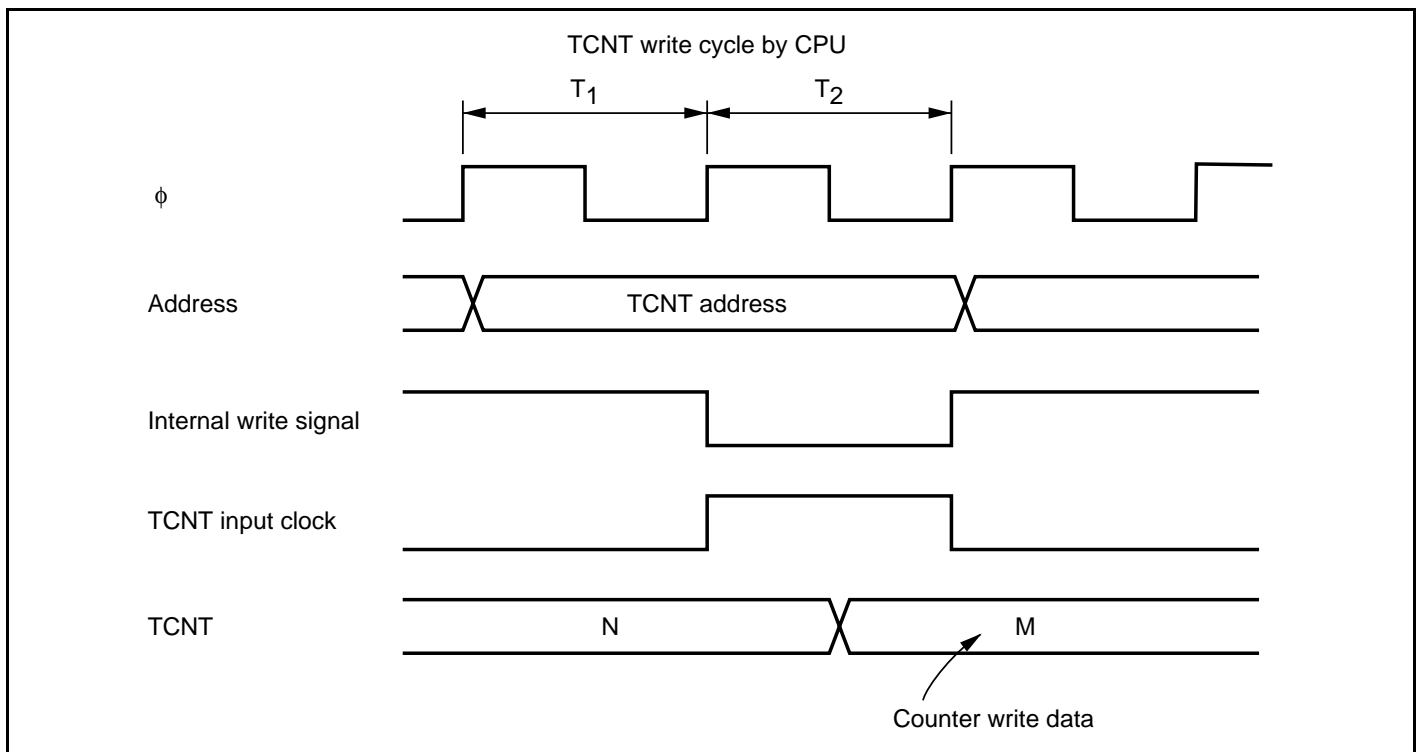 TCNT write cycle by CPU
T1 T2
ϕ
Address TCNT address
Internal write signal
TCNT input clock
TCNT N M
Counter write data